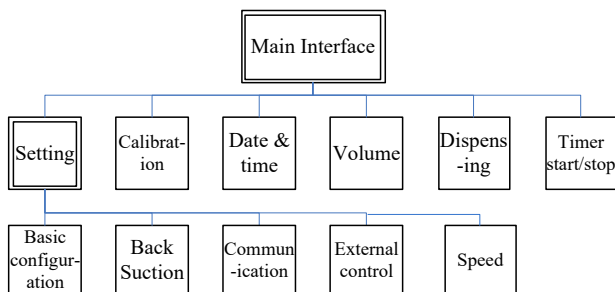 Main Interface
Setting
Calibrat-
ion
Date &
time
Volume
Dispens
-ing
Timer
start/stop
Basic
configur-
ation
Back
Suction
Commun
-ication
External
control
Speed